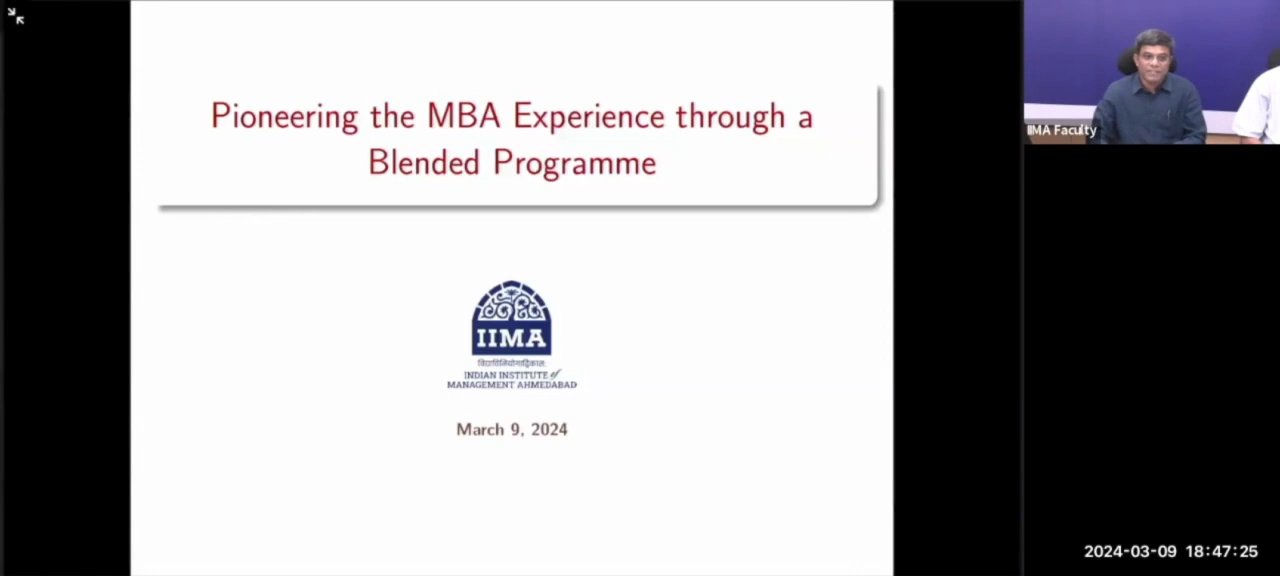 Pioneering the MBA Experience through a
Blended Programme
IIMA
INDIAN INSTITUTE of
MANAGEMENT AHMEDABAD
March 9, 2024
IIMA Faculty
2024-03-09 18:47:25